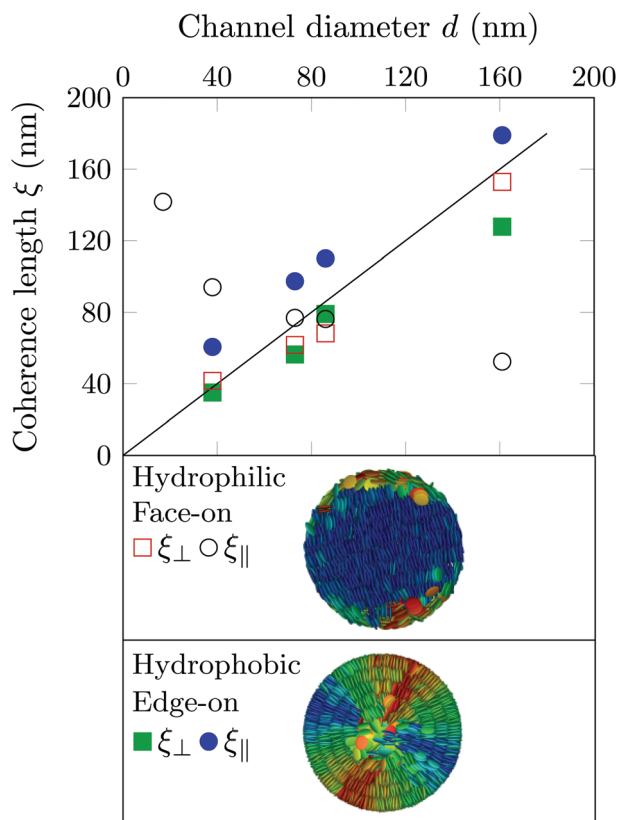 Channel diameter d (nm)
0 40 80 120 160 200
Coherence length ξ (nm)
200
160
120
80
40
0
Hydrophilic
Face-on
ξ⊥ ξ∥
Hydrophobic
Edge-on
ξ⊥ ξ∥